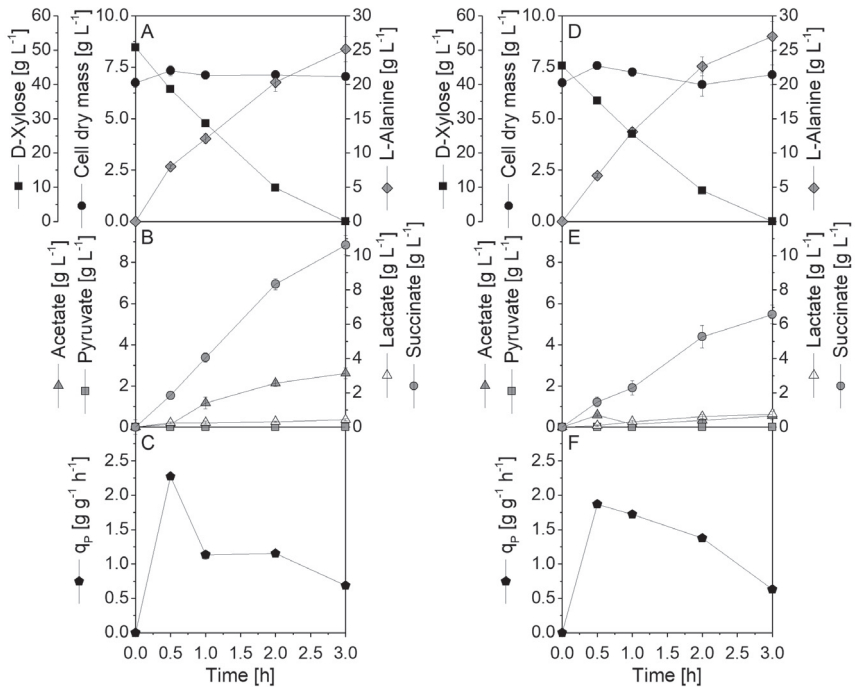 A
D-Xylose [g L⁻¹]
60
50
40
30
20
10
0
Cell dry mass [g L⁻¹]
10.0
7.5
5.0
2.5
0.0
30
25
20
15
10
5
0
L-Alanine [g L⁻¹]
D
D-Xylose [g L⁻¹]
60
50
40
30
20
10
0
Cell dry mass [g L⁻¹]
10.0
7.5
5.0
2.5
0.0
30
25
20
15
10
5
0
L-Alanine [g L⁻¹]
B
Acetate [g L⁻¹]
Pyruvate [g L⁻¹]
8
6
4
2
0
10
8
6
4
2
0
Lactate [g L⁻¹]
Succinate [g L⁻¹]
E
Acetate [g L⁻¹]
Pyruvate [g L⁻¹]
8
6
4
2
0
10
8
6
4
2
0
Lactate [g L⁻¹]
Succinate [g L⁻¹]
C
qₚ [g g⁻¹ h⁻¹]
2.5
2.0
1.5
1.0
0.5
0.0
0.0 0.5 1.0 1.5 2.0 2.5 3.0
Time [h]
F
qₚ [g g⁻¹ h⁻¹]
2.5
2.0
1.5
1.0
0.5
0.0
0.0 0.5 1.0 1.5 2.0 2.5 3.0
Time [h]